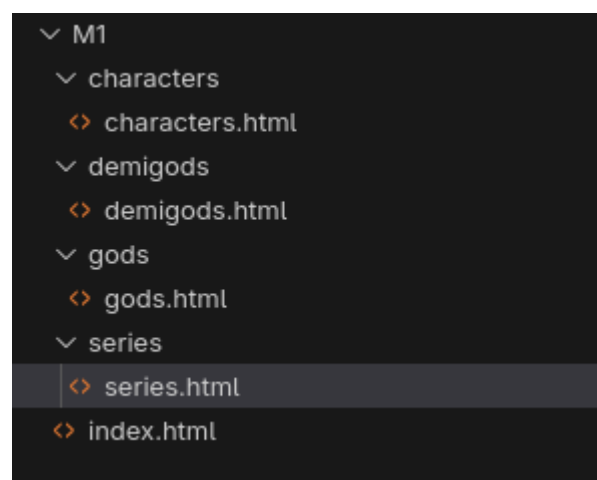 M1
characters
characters.html
demigods
demigods.html
gods
gods.html
series
series.html
index.html